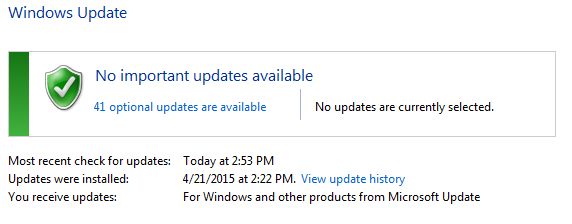 Windows Update
No important updates available
41 optional updates are available
No updates are currently selected.
Most recent check for updates: Today at 2:53 PM
Updates were installed: 4/21/2015 at 2:22 PM. View update history
You receive updates: For Windows and other products from Microsoft Update